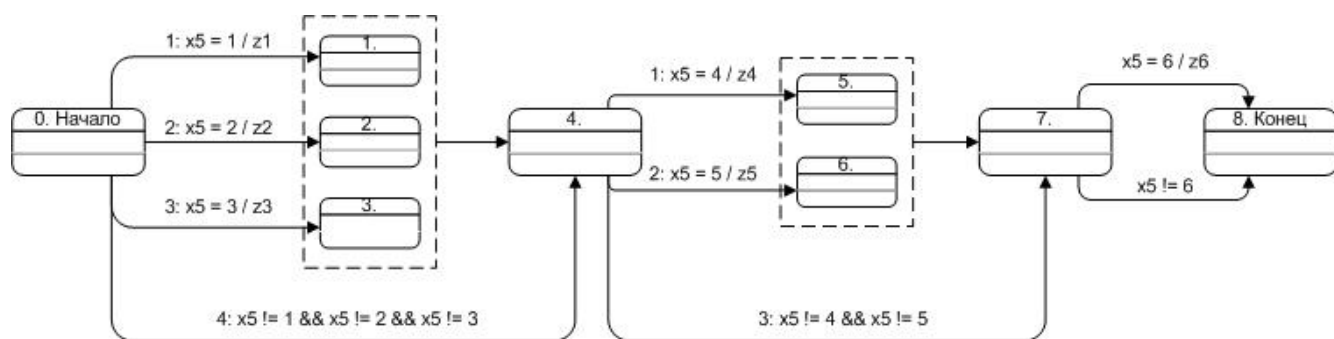 1: x5 = 1 / z1
1.
0. Начало
2: x5 = 2 / z2
2.
3: x5 = 3 / z3
3.
4: x5 != 1 && x5 != 2 && x5 != 3
4.
1: x5 = 4 / z4
5.
2: x5 = 5 / z5
6.
3: x5 != 4 && x5 != 5
7.
x5 = 6 / z6
8. Конец
x5 != 6